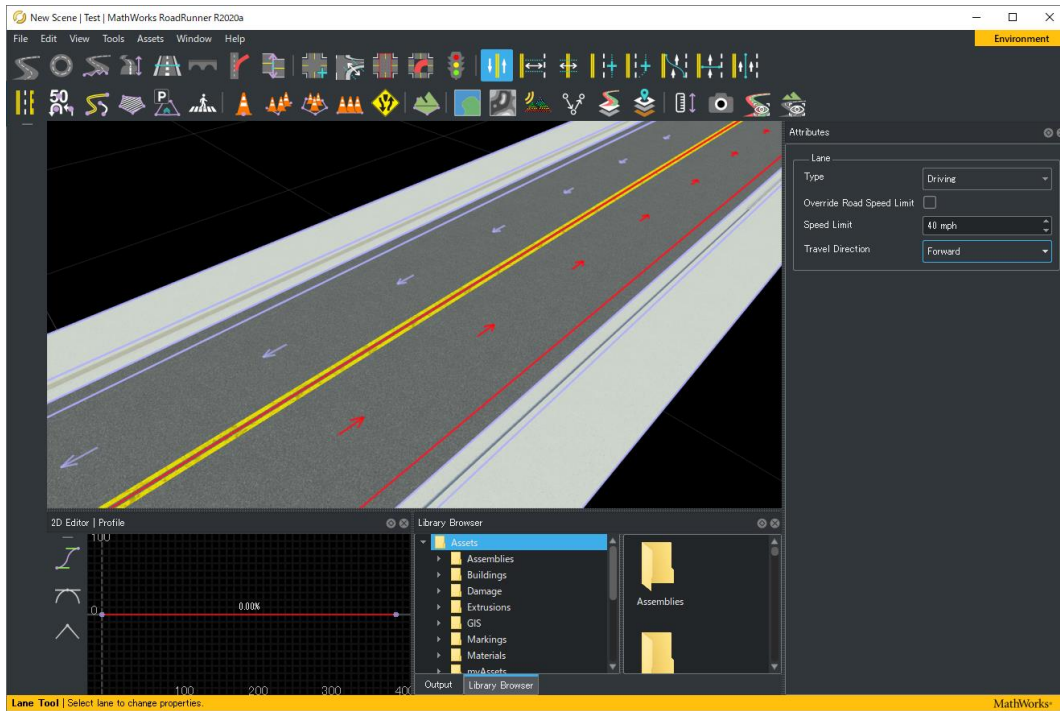 New Scene | Test | MathWorks RoadRunner R2020a
File Edit View Tools Assets Window Help
Environment
50
P
Attributes
Lane
Type
Driving
Override Road Speed Limit
Speed Limit
40 mph
Travel Direction
Forward
2D Editor | Profile
100
0
0.00%
100 200 300 400
Library Browser
Assets
Assemblies
Buildings
Damage
Extrusions
GIS
Markings
Materials
myAssets
Assemblies
Output Library Browser
Lane Tool | Select lane to change properties.
MathWorks